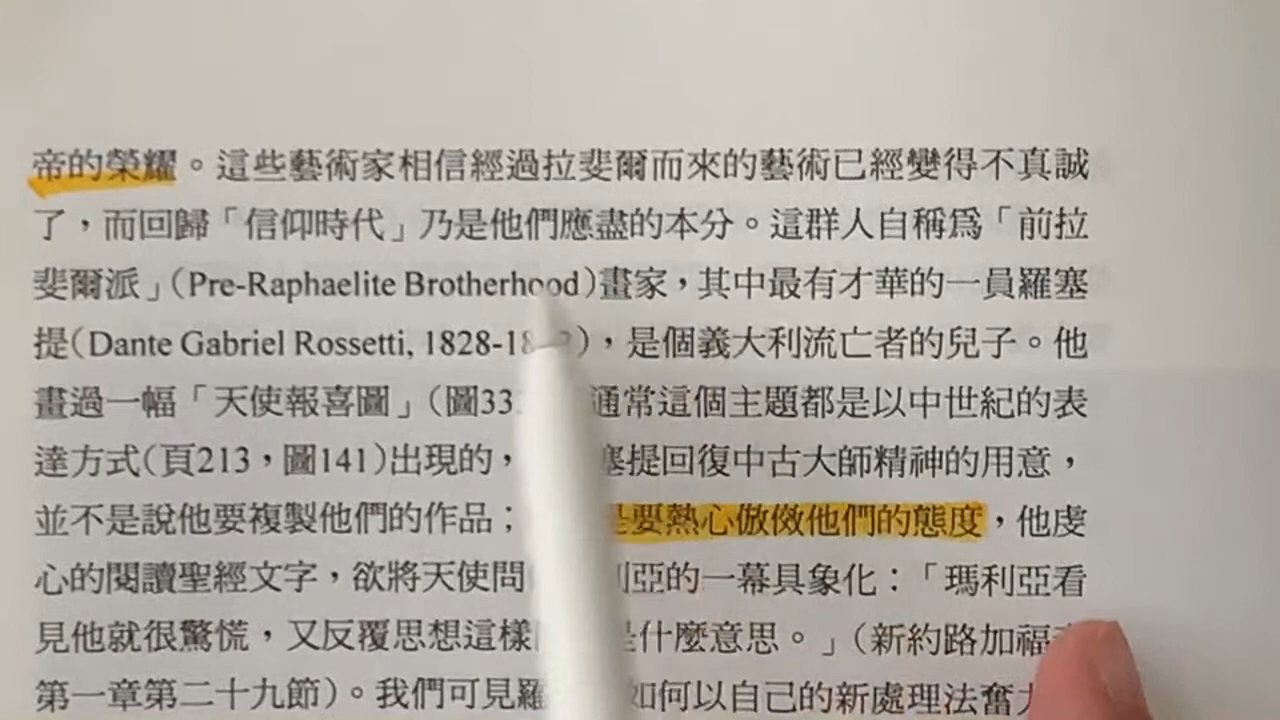 帝的榮耀。這些藝術家相信經過拉斐爾而來的藝術已經變得不真誠
了，而回歸「信仰時代」乃是他們應盡的本分。這群人自稱爲「前拉
斐爾派」(Pre-Raphaelite Brotherhood)畫家，其中最有才華的一員羅塞
提(Dante Gabriel Rossetti, 1828-18)，是個義大利流亡者的兒子。他
畫過一幅「天使報喜圖」(圖33 通常這個主題都是以中世紀的表
達方式(頁213，圖141)出現的， 塞提回復中古大師精神的用意，
並不是說他要複製他們的作品； 是要熱心倣傚他們的態度，他虔
心的閱讀聖經文字，欲將天使問 利亞的一幕具象化：「瑪利亞看
見他就很驚慌，又反覆思想這樣 是什麼意思。」(新約路加福
第一章第二十九節)。我們可見羅 如何以自己的新處理法奮力